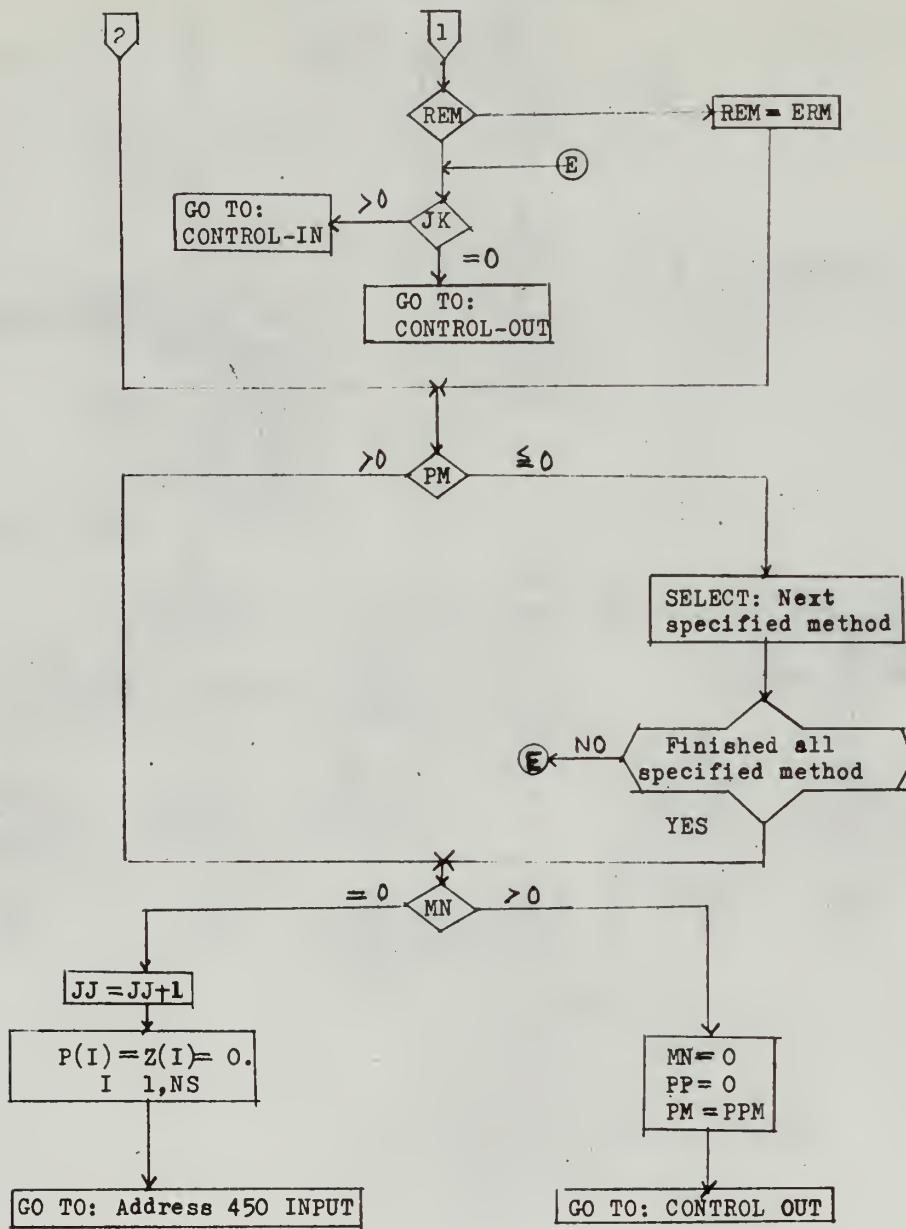 2
1
REM
REM = ERM
E
>0
GO TO:
CONTROL-IN
JK
=0
GO TO:
CONTROL-OUT
>0
PM
≦0
SELECT: Next
specified method
E
NO
Finished all
specified method
YES
=0
MN
>0
JJ = JJ+1
P(I) = Z(I) = 0.
I 1,NS
MN = 0
PP = 0
PM = PPM
GO TO: Address 450 INPUT
GO TO: CONTROL OUT